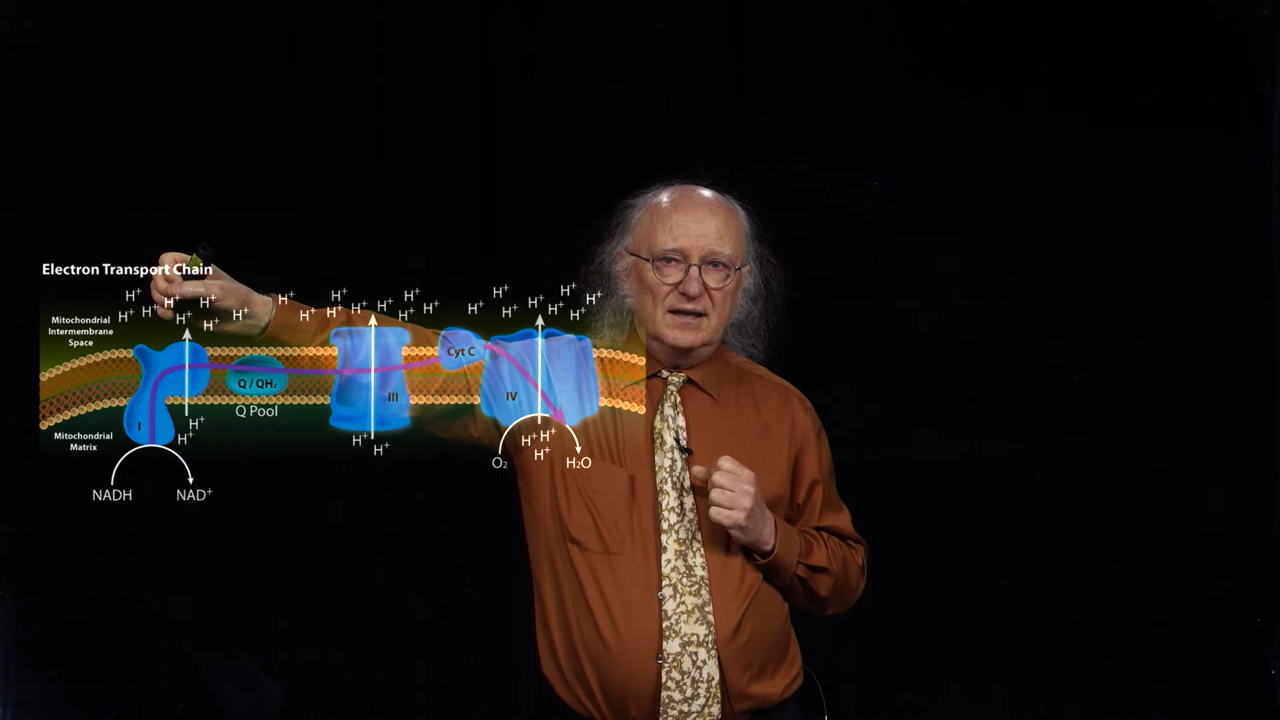 Electron Transport Chain
H⁺ H⁺ H⁺ H⁺ H⁺ H⁺ H⁺ H⁺ H⁺
H⁺ H⁺ H⁺ H⁺ H⁺ H⁺ H⁺ H⁺ H⁺ H⁺ H⁺ H⁺ H⁺ H⁺ H⁺ H⁺
Mitochondrial
Intermembrane
Space
Cyt C
Q / QH₂
Q Pool
I
III
IV
Mitochondrial
Matrix
H⁺
H⁺
H⁺
H⁺
H⁺
H⁺
H⁺
O₂
H₂O
NADH
NAD⁺